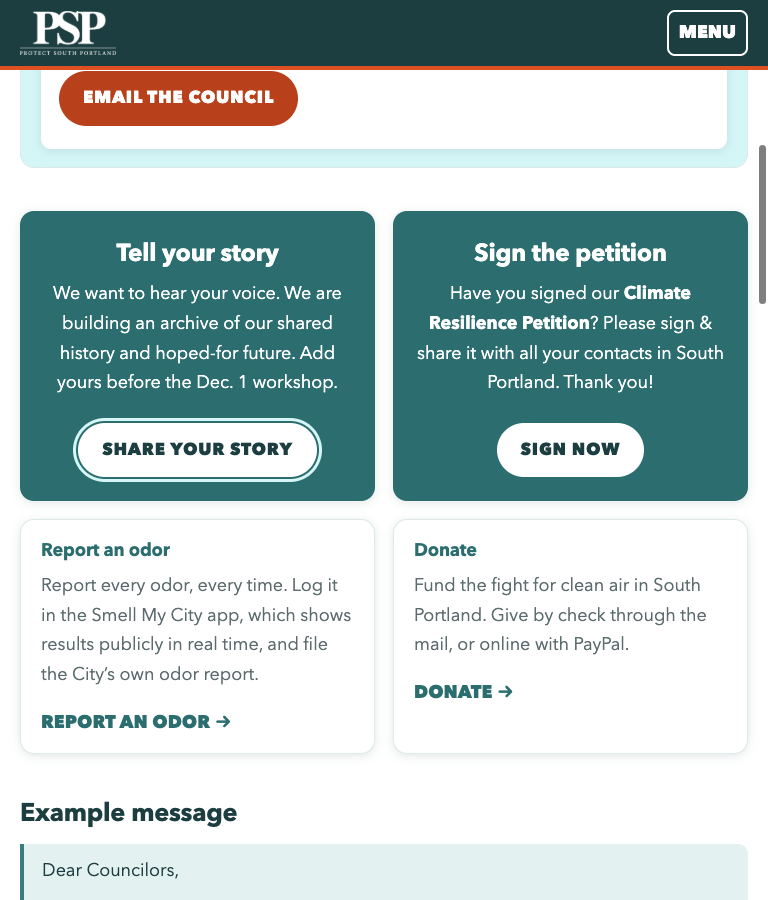 PSP
PROTECT SOUTH PORTLAND
MENU
EMAIL THE COUNCIL
Tell your story
We want to hear your voice. We are
building an archive of our shared
history and hoped-for future. Add
yours before the Dec. 1 workshop.
SHARE YOUR STORY
Sign the petition
Have you signed our Climate
Resilience Petition? Please sign &
share it with all your contacts in South
Portland. Thank you!
SIGN NOW
Report an odor
Report every odor, every time. Log it
in the Smell My City app, which shows
results publicly in real time, and file
the City’s own odor report.
REPORT AN ODOR →
Donate
Fund the fight for clean air in South
Portland. Give by check through the
mail, or online with PayPal.
DONATE →
Example message
Dear Councilors,